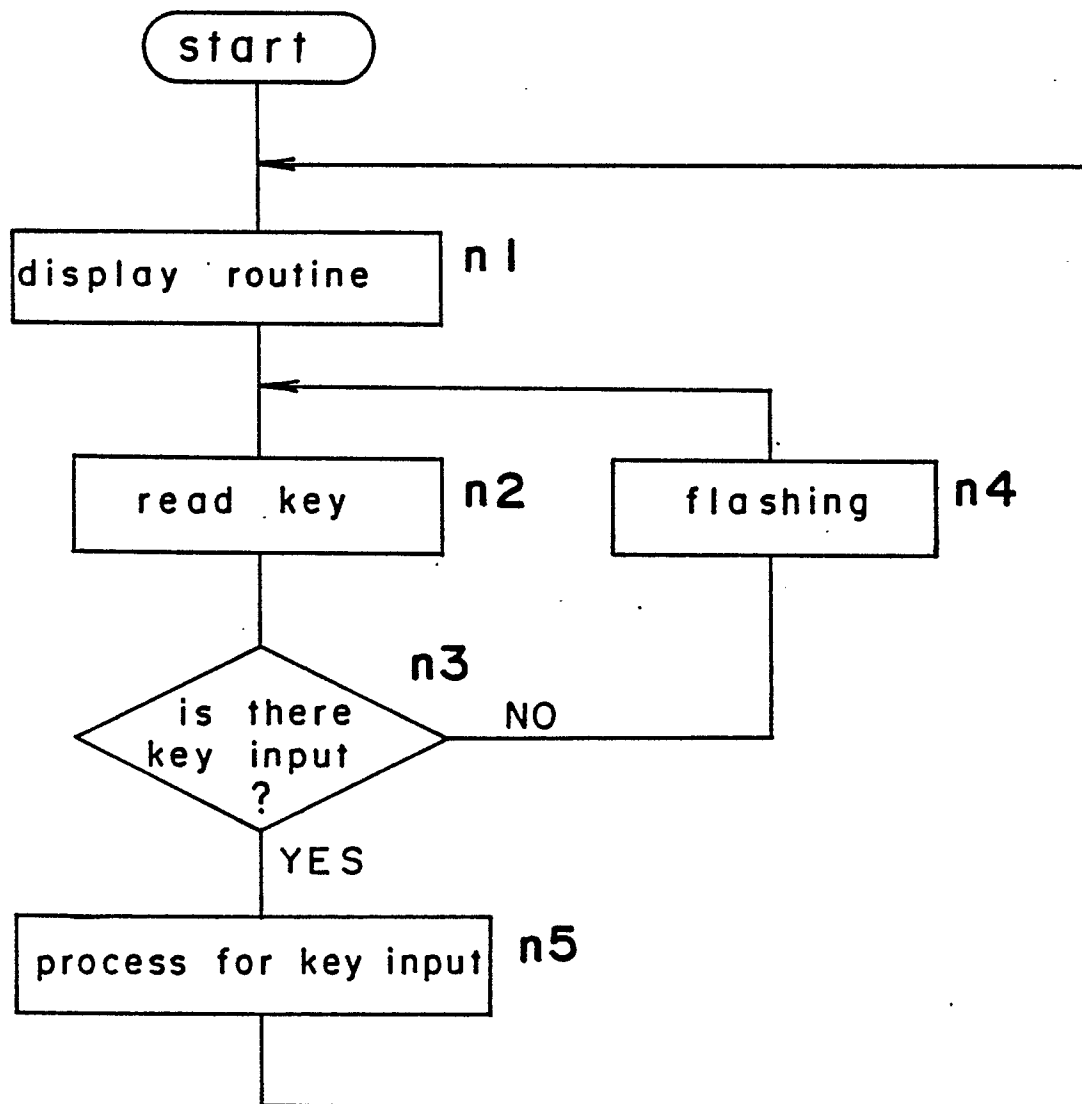 start
display routine
n1
read key
n2
flashing
n4
n3
is there
key input
?
NO
YES
process for key input
n5